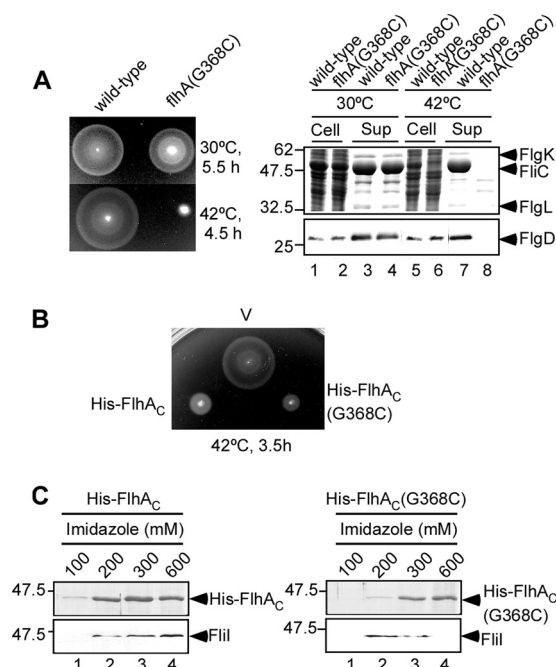 A
wild-type
flhA(G368C)
30ºC,
5.5 h
42ºC,
4.5 h
wild-type
flhA(G368C)
wild-type
flhA(G368C)
wild-type
flhA(G368C)
wild-type
flhA(G368C)
30ºC 42ºC
Cell Sup Cell Sup
62
47.5
32.5
25
FlgK
FliC
FlgL
FlgD
1 2 3 4 5 6 7 8
B
V
His-FlhAC
His-FlhAC
(G368C)
42ºC, 3.5h
C
His-FlhAC
Imidazole (mM)
100 200 300 600
47.5
His-FlhAC
47.5
FliI
1 2 3 4
His-FlhAC(G368C)
Imidazole (mM)
100 200 300 600
47.5
His-FlhAC
(G368C)
47.5
FliI
1 2 3 4